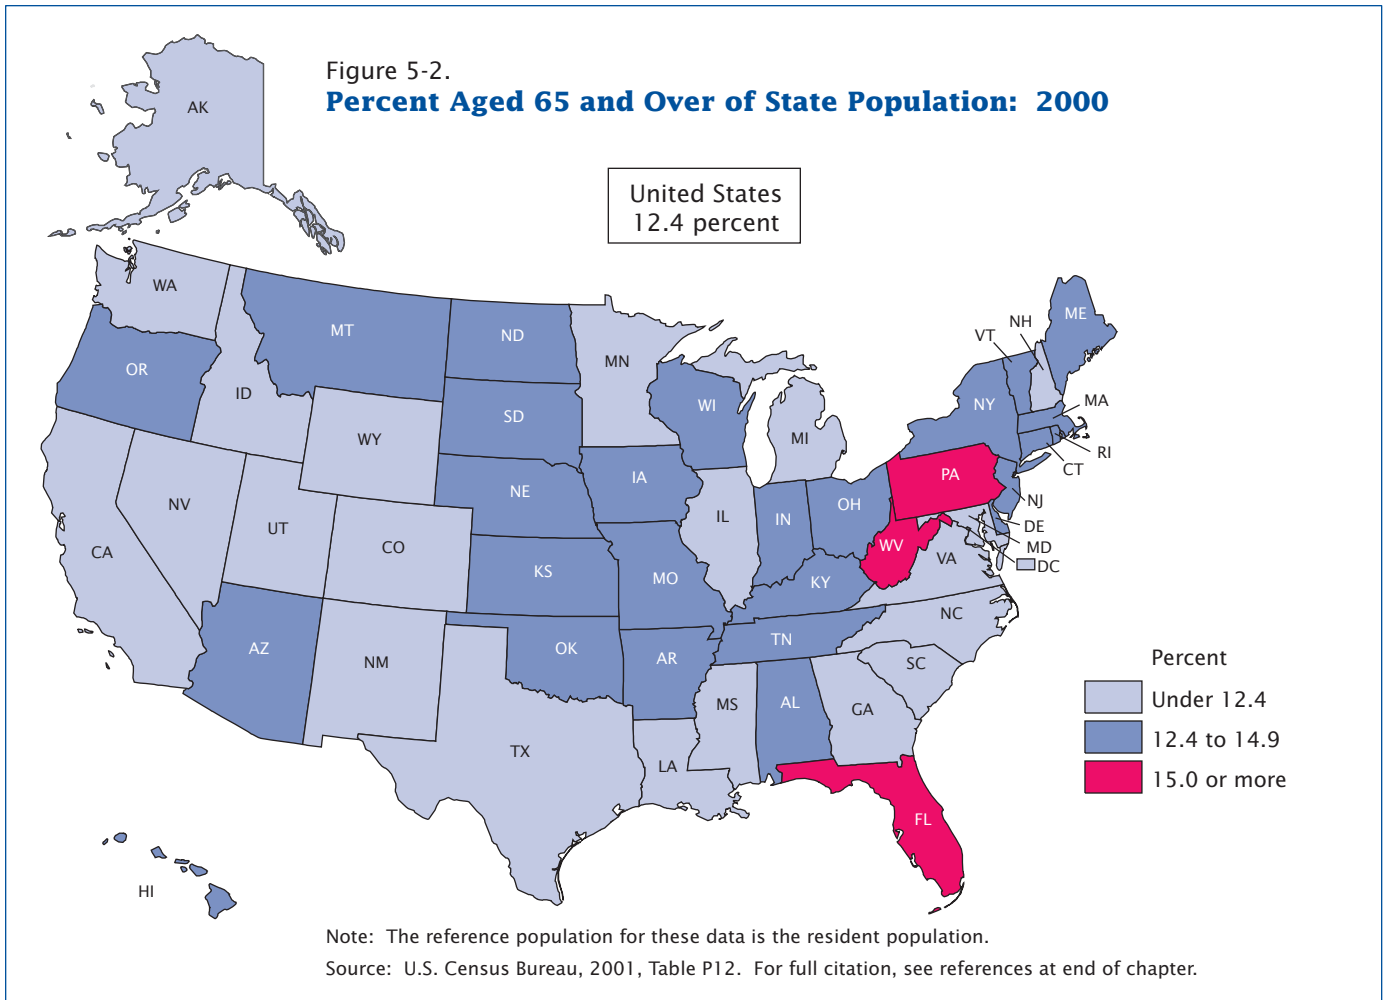 Figure 5-2.
Percent Aged 65 and Over of State Population: 2000
United States
12.4 percent
AK
WA
MT
ND
MN
OR
ID
SD
WI
WY
MI
NY
VT
NH
ME
MA
RI
CT
NJ
DE
MD
DC
PA
NE
IA
IL
IN
OH
WV
VA
NV
UT
CO
CA
KS
MO
KY
NC
AZ
NM
OK
AR
TN
SC
MS
AL
GA
TX
LA
FL
HI
Percent
Under 12.4
12.4 to 14.9
15.0 or more
Note: The reference population for these data is the resident population.
Source: U.S. Census Bureau, 2001, Table P12. For full citation, see references at end of chapter.